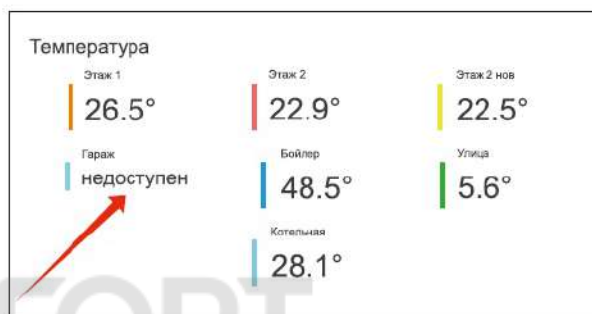 Температура
Этаж 1
Этаж 2
Этаж 2 нов
26.5°
22.9°
22.5°
Гараж
Бойлер
Улица
недоступен
48.5°
5.6°
Котельная
28.1°